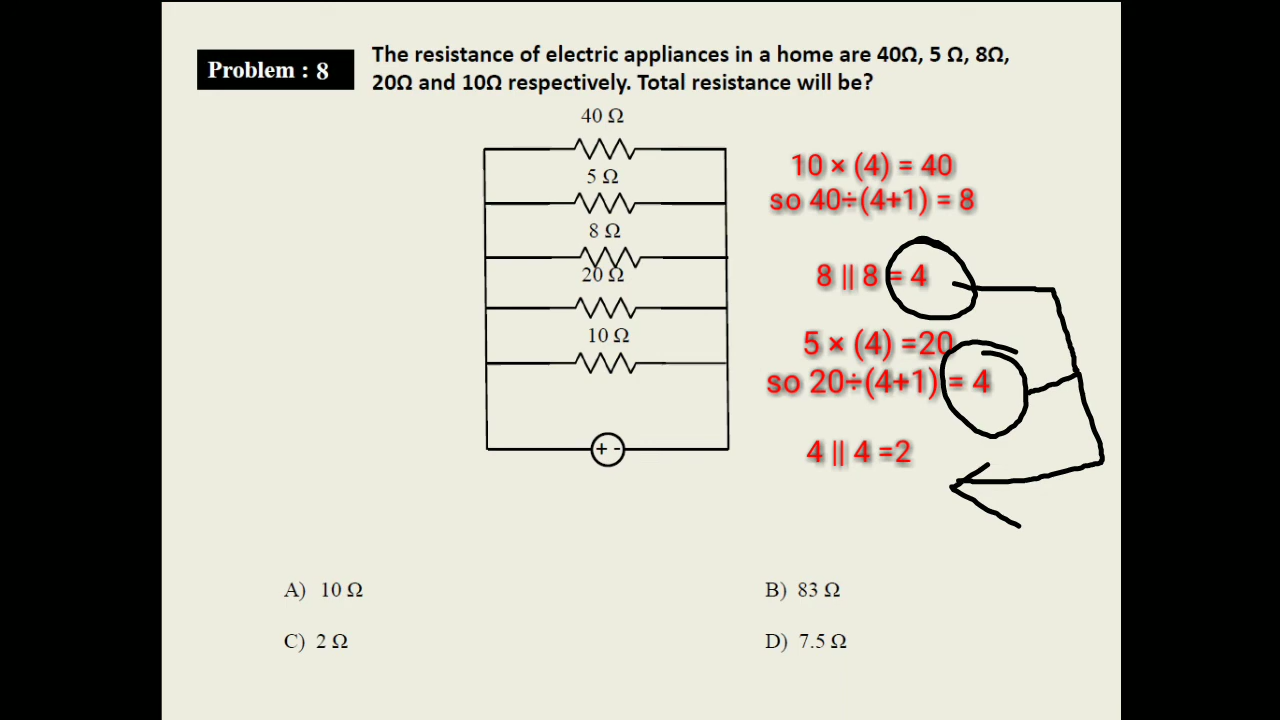 Problem : 8
The resistance of electric appliances in a home are 40Ω, 5 Ω, 8Ω,
20Ω and 10Ω respectively. Total resistance will be?
40 Ω
5 Ω
8 Ω
20 Ω
10 Ω
+ -
10 × (4) = 40
so 40÷(4+1) = 8
8 || 8 = 4
5 × (4) =20
so 20÷(4+1) = 4
4 || 4 =2
A) 10 Ω
B) 83 Ω
C) 2 Ω
D) 7.5 Ω